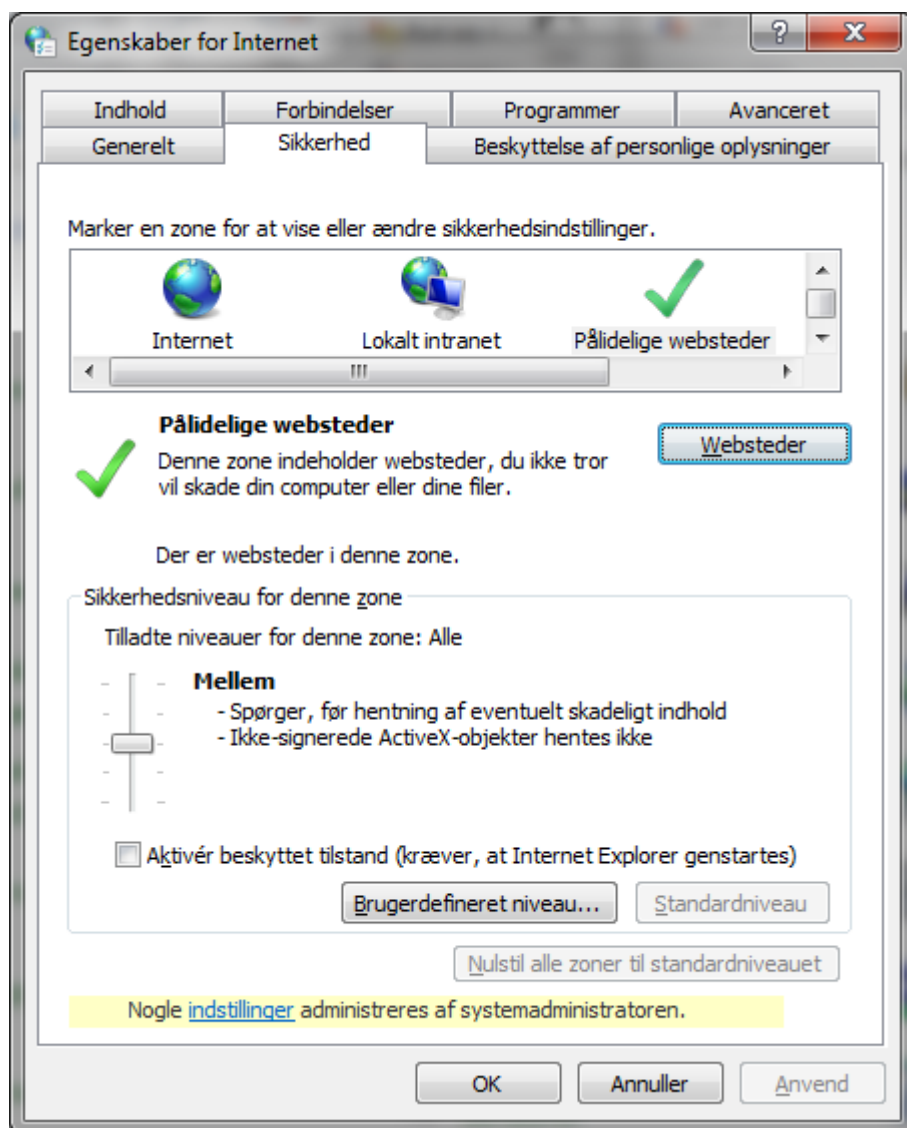 Egenskaber for Internet
Indhold Forbindelser Programmer Avanceret
Generelt Sikkerhed Beskyttelse af personlige oplysninger
Marker en zone for at vise eller ændre sikkerhedsindstillinger.
Internet Lokalt intranet Pålidelige websteder
Pålidelige websteder
Websteder
Denne zone indeholder websteder, du ikke tror
vil skade din computer eller dine filer.
Der er websteder i denne zone.
Sikkerhedsniveau for denne zone
Tilladte niveauer for denne zone: Alle
Mellem
- Spørger, før hentning af eventuelt skadeligt indhold
- Ikke-signerede ActiveX-objekter hentes ikke
Aktivér beskyttet tilstand (kræver, at Internet Explorer genstartes)
Brugerdefineret niveau... Standardniveau
Nulstil alle zoner til standardniveauet
Nogle indstillinger administreres af systemadministratoren.
OK Annuller Anvend